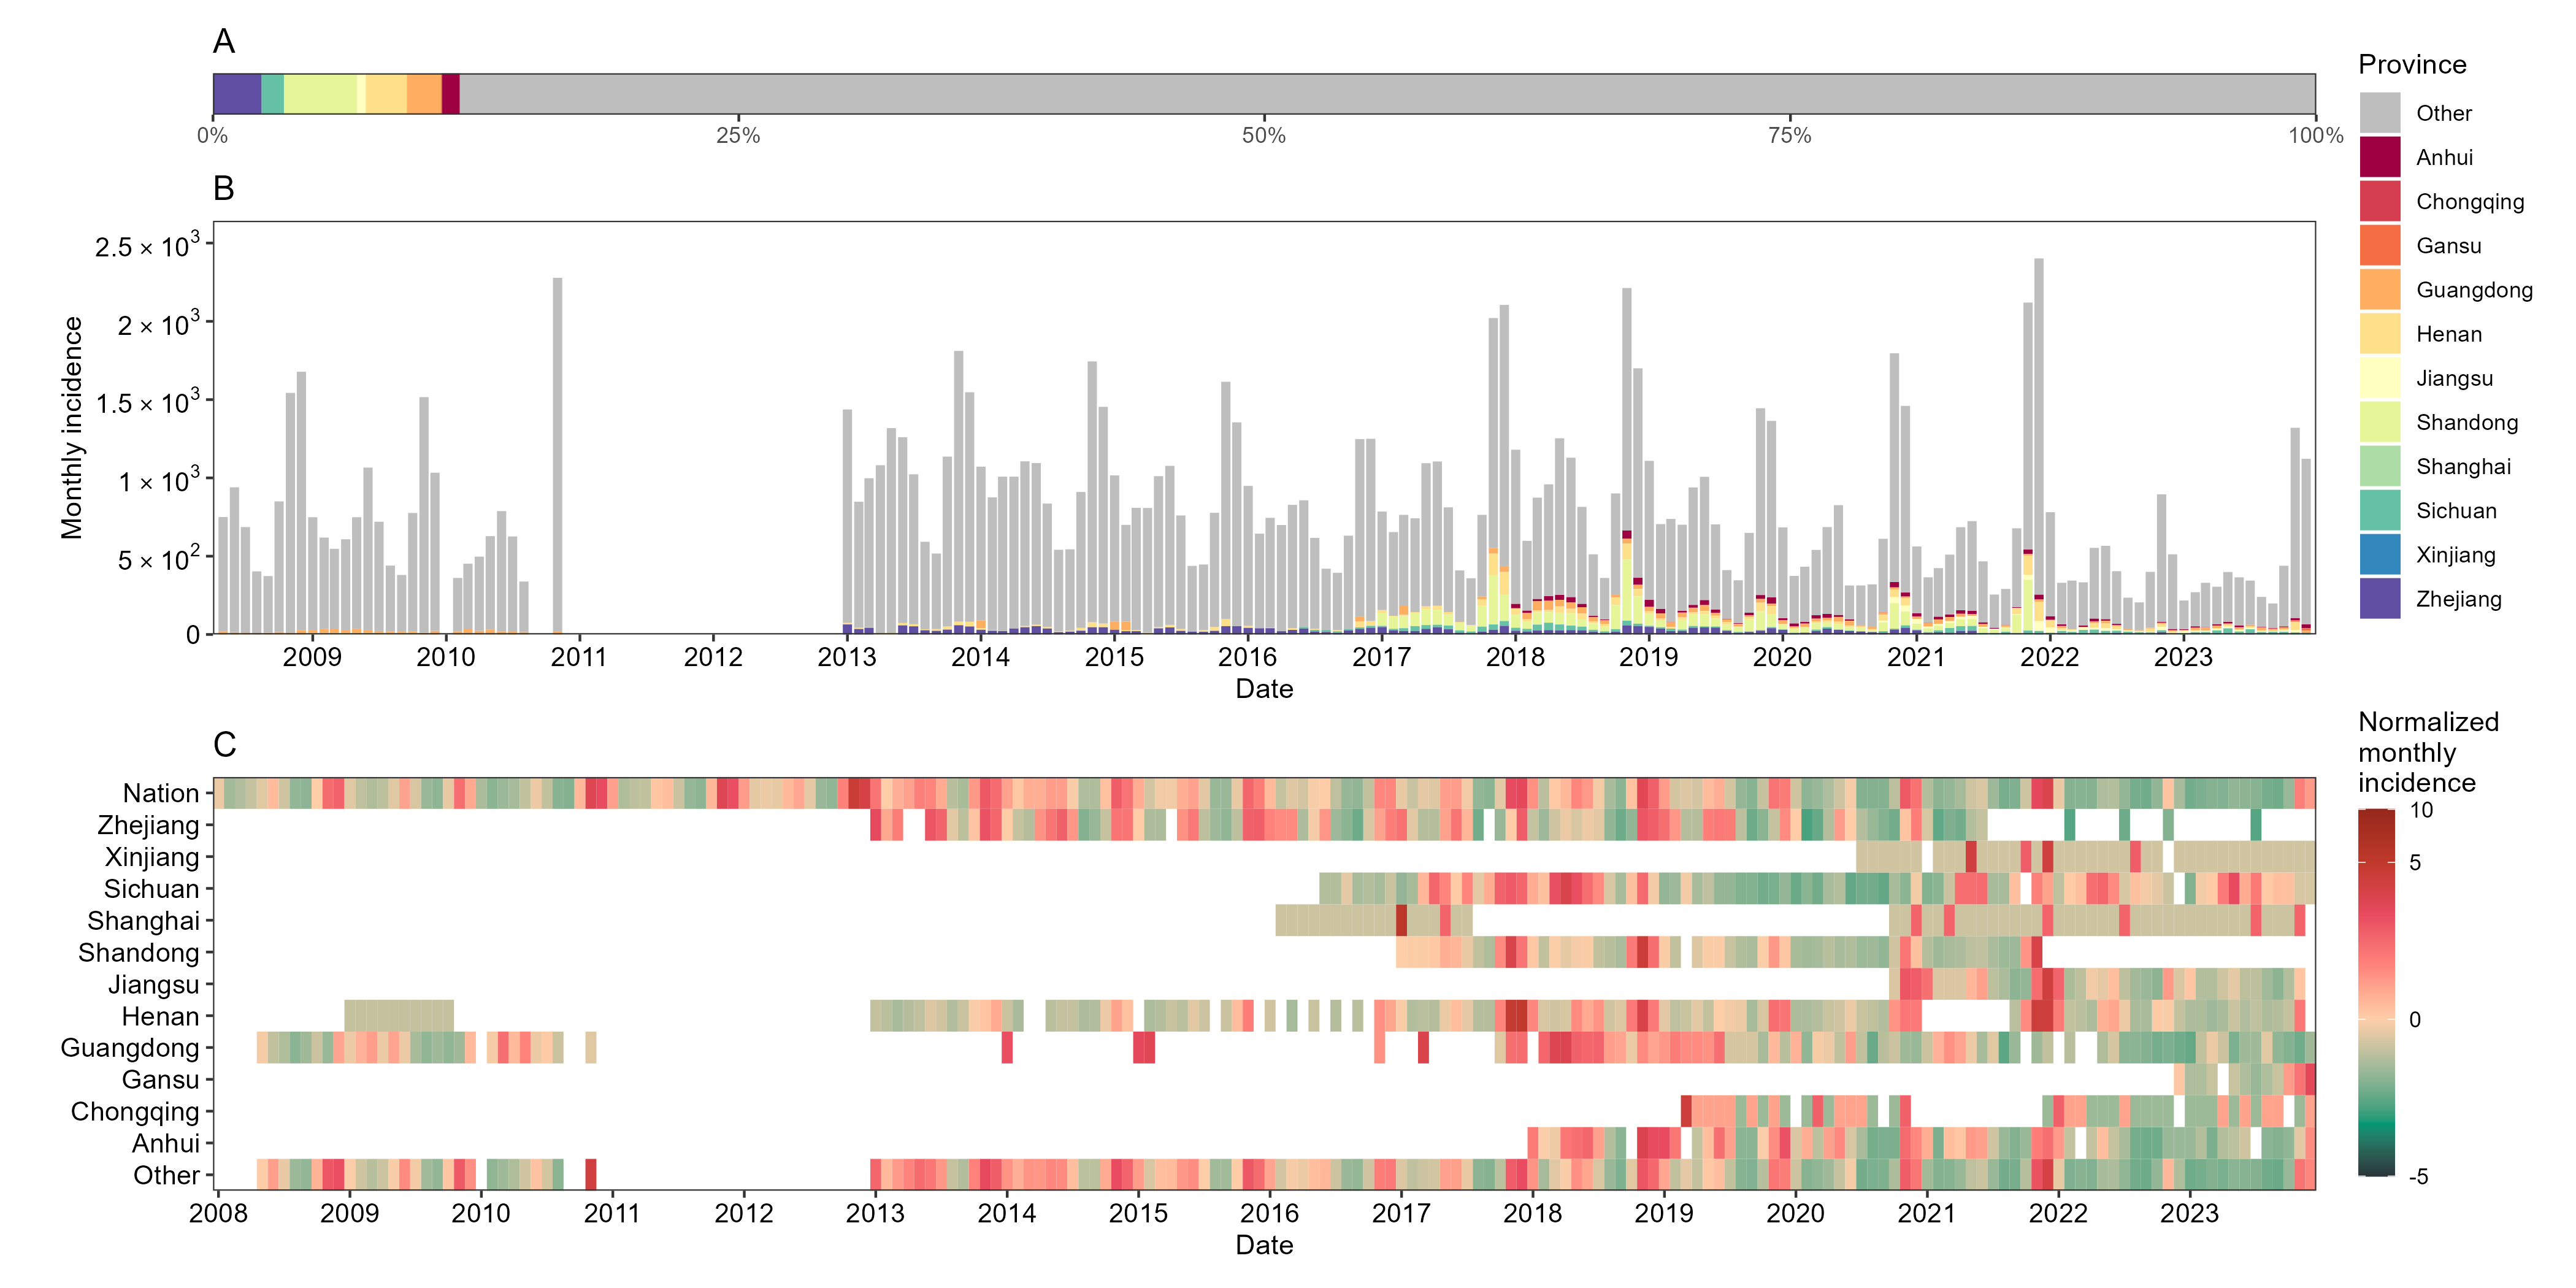 A
0%
25%
50%
75%
100%
Province
Other
Anhui
Chongqing
Gansu
Guangdong
Henan
Jiangsu
Shandong
Shanghai
Sichuan
Xinjiang
Zhejiang
B
Monthly incidence
2.5 × 10³
2 × 10³
1.5 × 10³
1 × 10³
5 × 10²
0
2009 2010 2011 2012 2013 2014 2015 2016 2017 2018 2019 2020 2021 2022 2023
Date
C
Nation
Zhejiang
Xinjiang
Sichuan
Shanghai
Shandong
Jiangsu
Henan
Guangdong
Gansu
Chongqing
Anhui
Other
2008 2009 2010 2011 2012 2013 2014 2015 2016 2017 2018 2019 2020 2021 2022 2023
Date
Normalized
monthly
incidence
10
5
0
-5